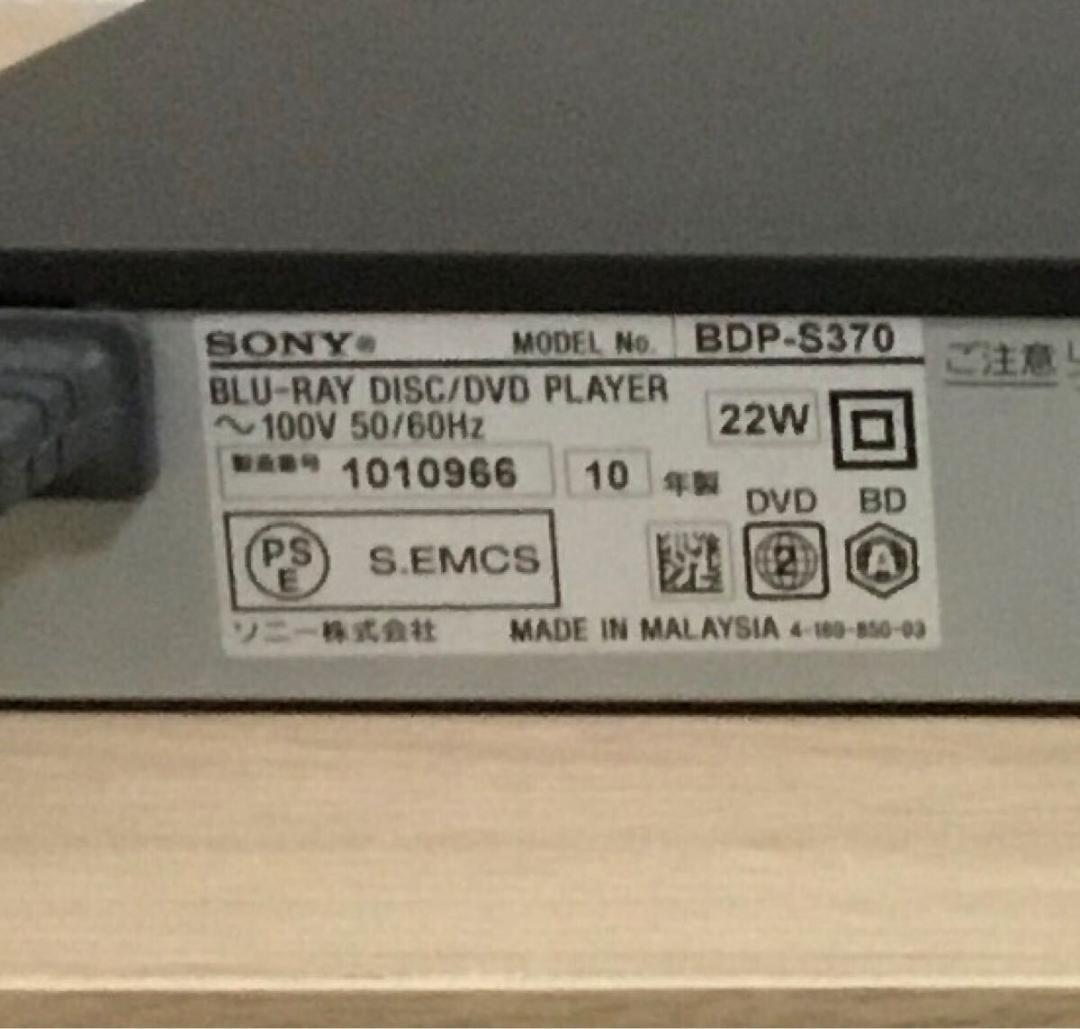 SONY® MODEL No. BDP-S370
BLU-RAY DISC/DVD PLAYER
～100V 50/60Hz 22W
製造番号 1010966 10 年製
DVD BD
PSE S.EMCS 2 A
ソニー株式会社 MADE IN MALAYSIA
ご注意